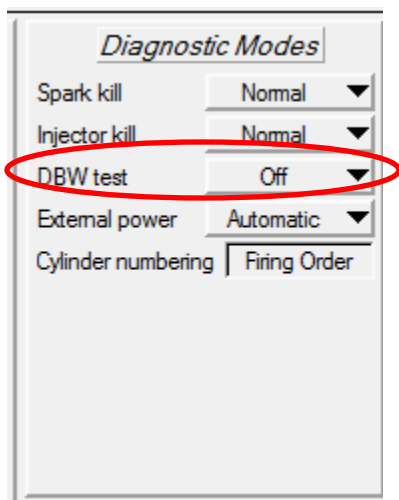 Diagnostic Modes
Spark kill Normal
Injector kill Normal
DBW test Off
External power Automatic
Cylinder numbering Firing Order